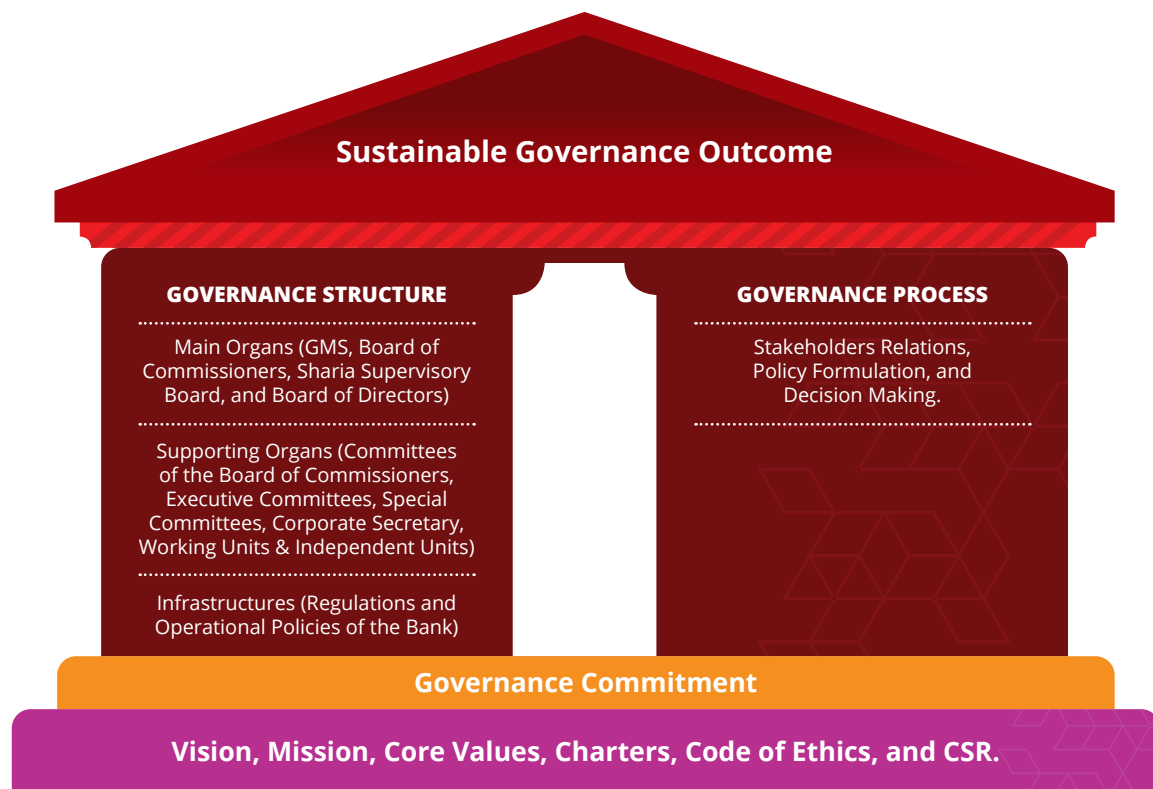 Sustainable Governance Outcome
GOVERNANCE STRUCTURE
Main Organs (GMS, Board of
Commissioners, Sharia Supervisory
Board, and Board of Directors)
Supporting Organs (Committees
of the Board of Commissioners,
Executive Committees, Special
Committees, Corporate Secretary,
Working Units & Independent Units)
Infrastructures (Regulations and
Operational Policies of the Bank)
GOVERNANCE PROCESS
Stakeholders Relations,
Policy Formulation, and
Decision Making.
Governance Commitment
Vision, Mission, Core Values, Charters, Code of Ethics, and CSR.